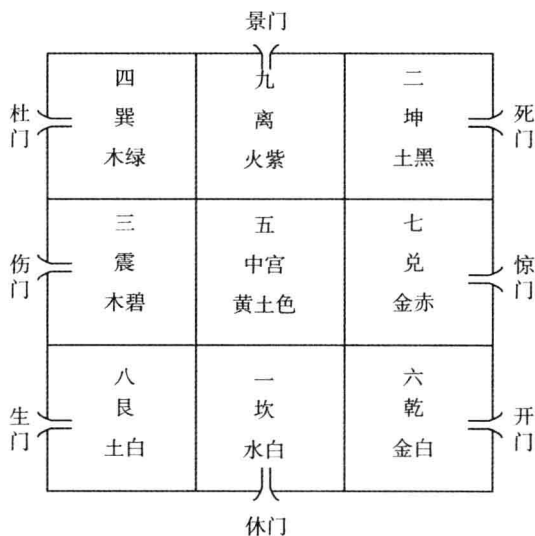 景门
四
巽
木绿
九
离
火紫
二
坤
土黑
杜门
死门
三
震
木碧
五
中宫
黄土色
七
兑
金赤
伤门
惊门
八
艮
土白
一
坎
水白
六
乾
金白
生门
开门
休门